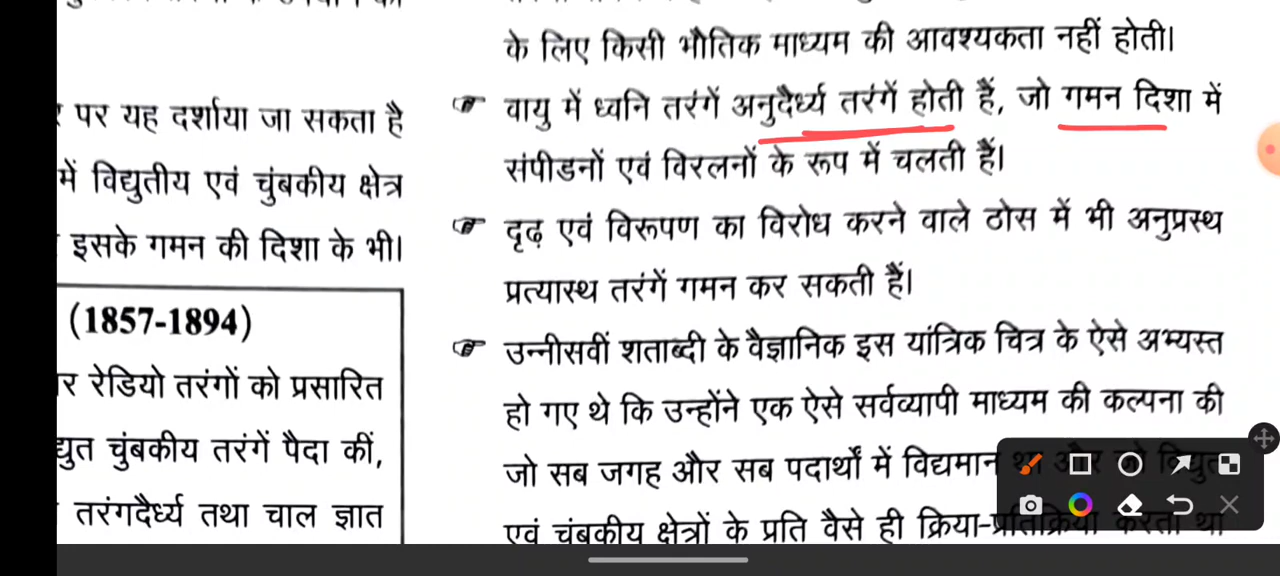 पर यह दर्शाया जा सकता है
में विद्युतीय एवं चुंबकीय क्षेत्र
इसके गमन की दिशा के भी।
(1857-1894)
रेडियो तरंगों को प्रसारित
चुंबकीय तरंगें पैदा कीं,
तरंगदैर्ध्य तथा चाल ज्ञात
के लिए किसी भौतिक माध्यम की आवश्यकता नहीं होती।
☞ वायु में ध्वनि तरंगें अनुदैर्ध्य तरंगें होती हैं, जो गमन दिशा में
संपीडनों एवं विरलनों के रूप में चलती हैं।
☞ दृढ़ एवं विरूपण का विरोध करने वाले ठोस में भी अनुप्रस्थ
प्रत्यास्थ तरंगें गमन कर सकती हैं।
☞ उन्नीसवीं शताब्दी के वैज्ञानिक इस यांत्रिक चित्र के ऐसे अभ्यस्त
हो गए थे कि उन्होंने एक ऐसे सर्वव्यापी माध्यम की कल्पना की
जो सब जगह और सब पदार्थों में विद्यमान था और जो विद्युत
एवं चुंबकीय क्षेत्रों के प्रति वैसे ही क्रिया-प्रतिक्रिया करता था